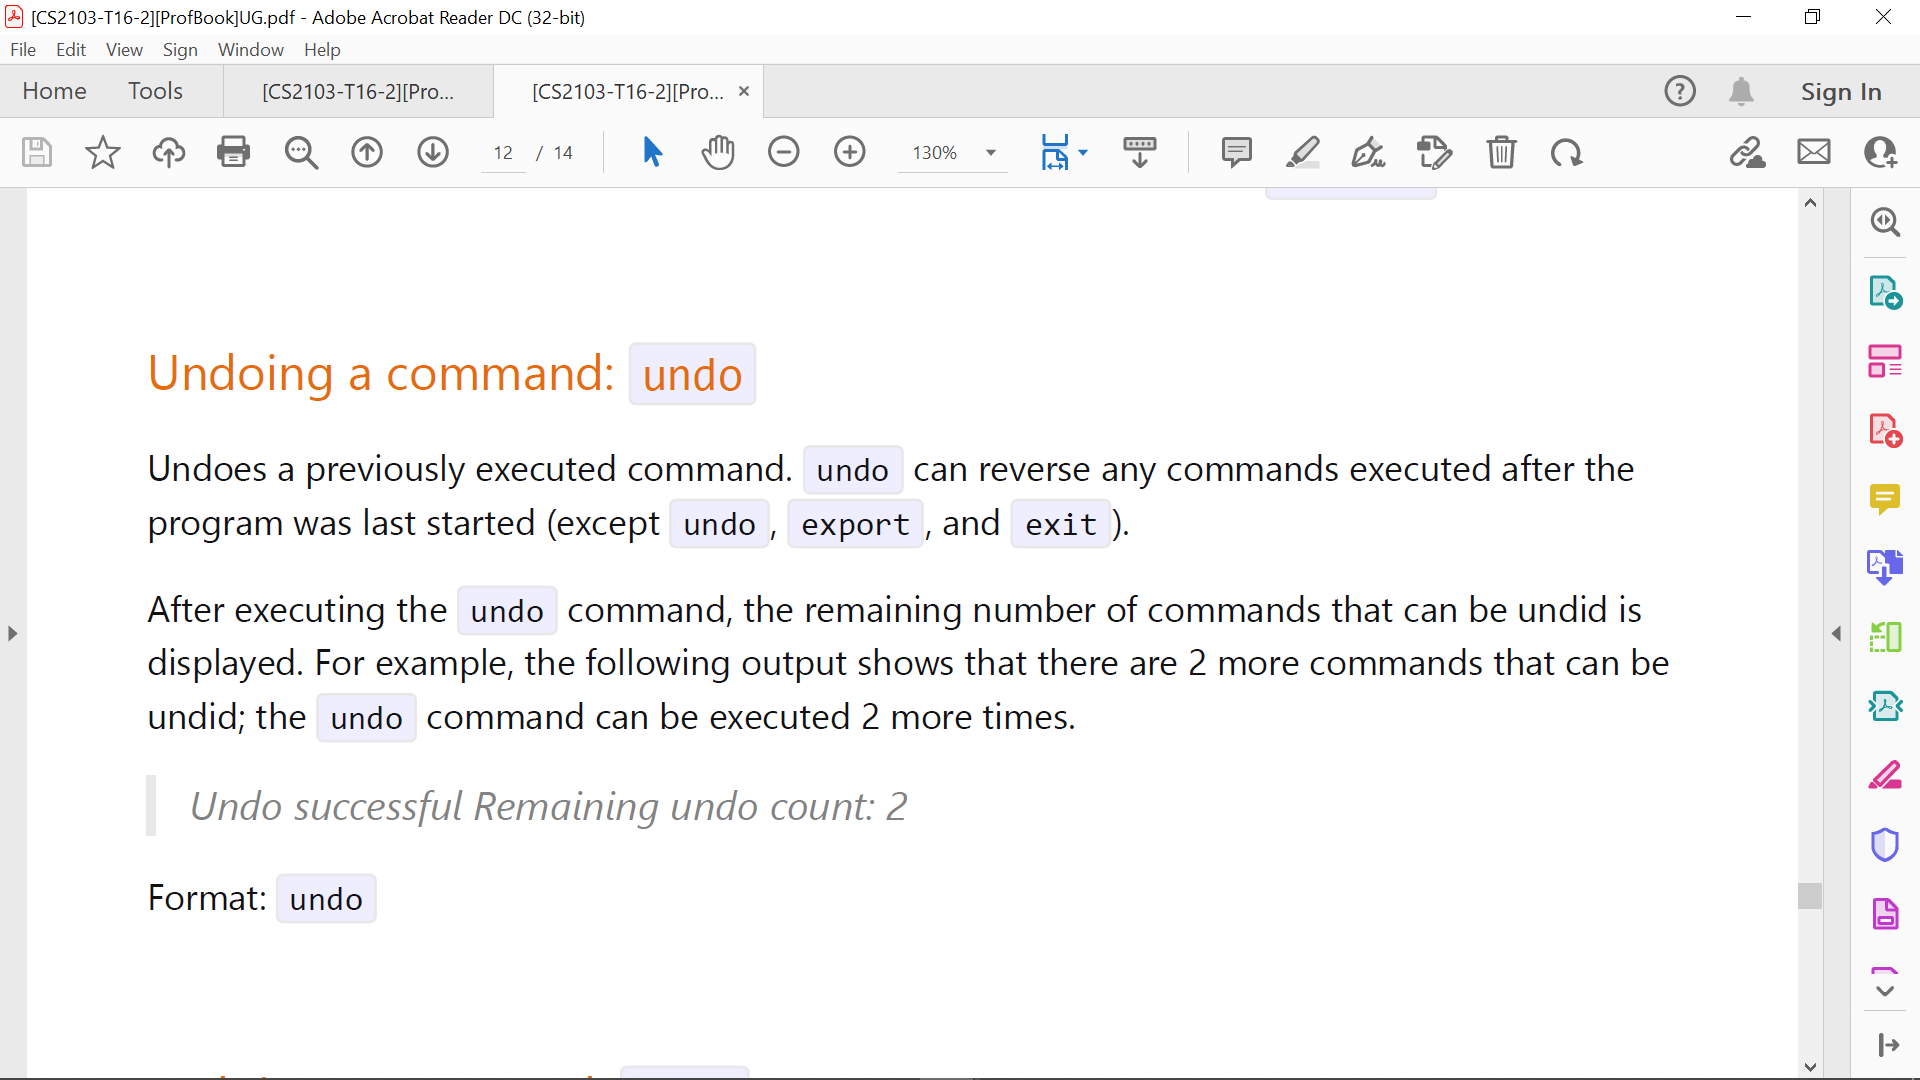 [CS2103-T16-2][ProfBook]UG.pdf - Adobe Acrobat Reader DC (32-bit)
File Edit View Sign Window Help
Home Tools [CS2103-T16-2][Pro... [CS2103-T16-2][Pro... × Sign In
12 / 14 130%
Undoing a command: undo
Undoes a previously executed command. undo can reverse any commands executed after the
program was last started (except undo, export, and exit).
After executing the undo command, the remaining number of commands that can be undid is
displayed. For example, the following output shows that there are 2 more commands that can be
undid; the undo command can be executed 2 more times.
Undo successful Remaining undo count: 2
Format: undo